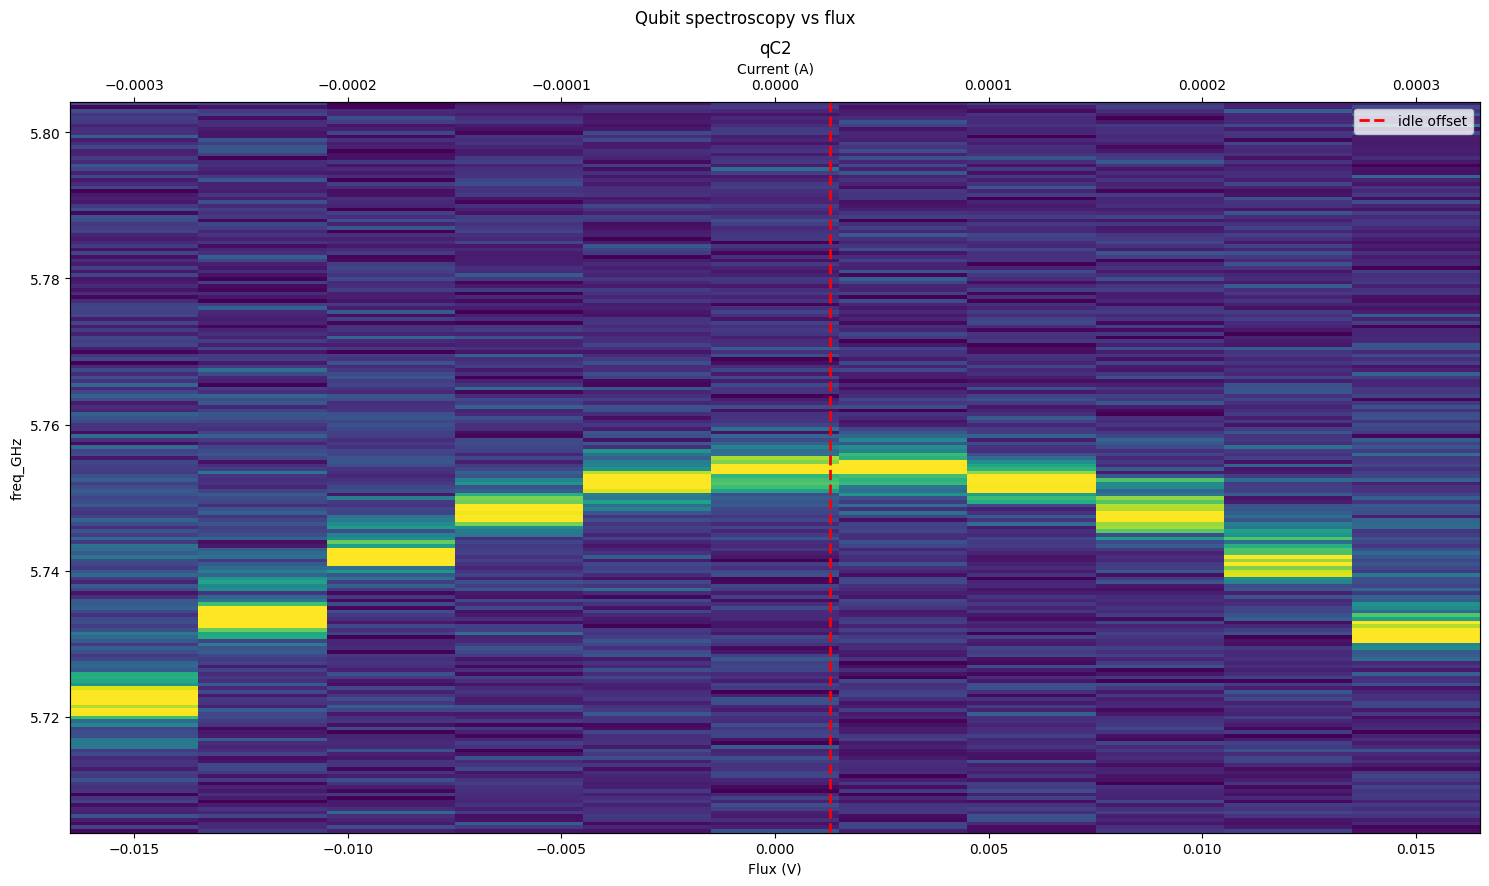 Qubit spectroscopy vs flux
qC2
Current (A)
−0.0003 −0.0002 −0.0001 0.0000 0.0001 0.0002 0.0003
idle offset
5.80
5.78
5.76
5.74
5.72
freq_GHz
−0.015 −0.010 −0.005 0.000 0.005 0.010 0.015
Flux (V)